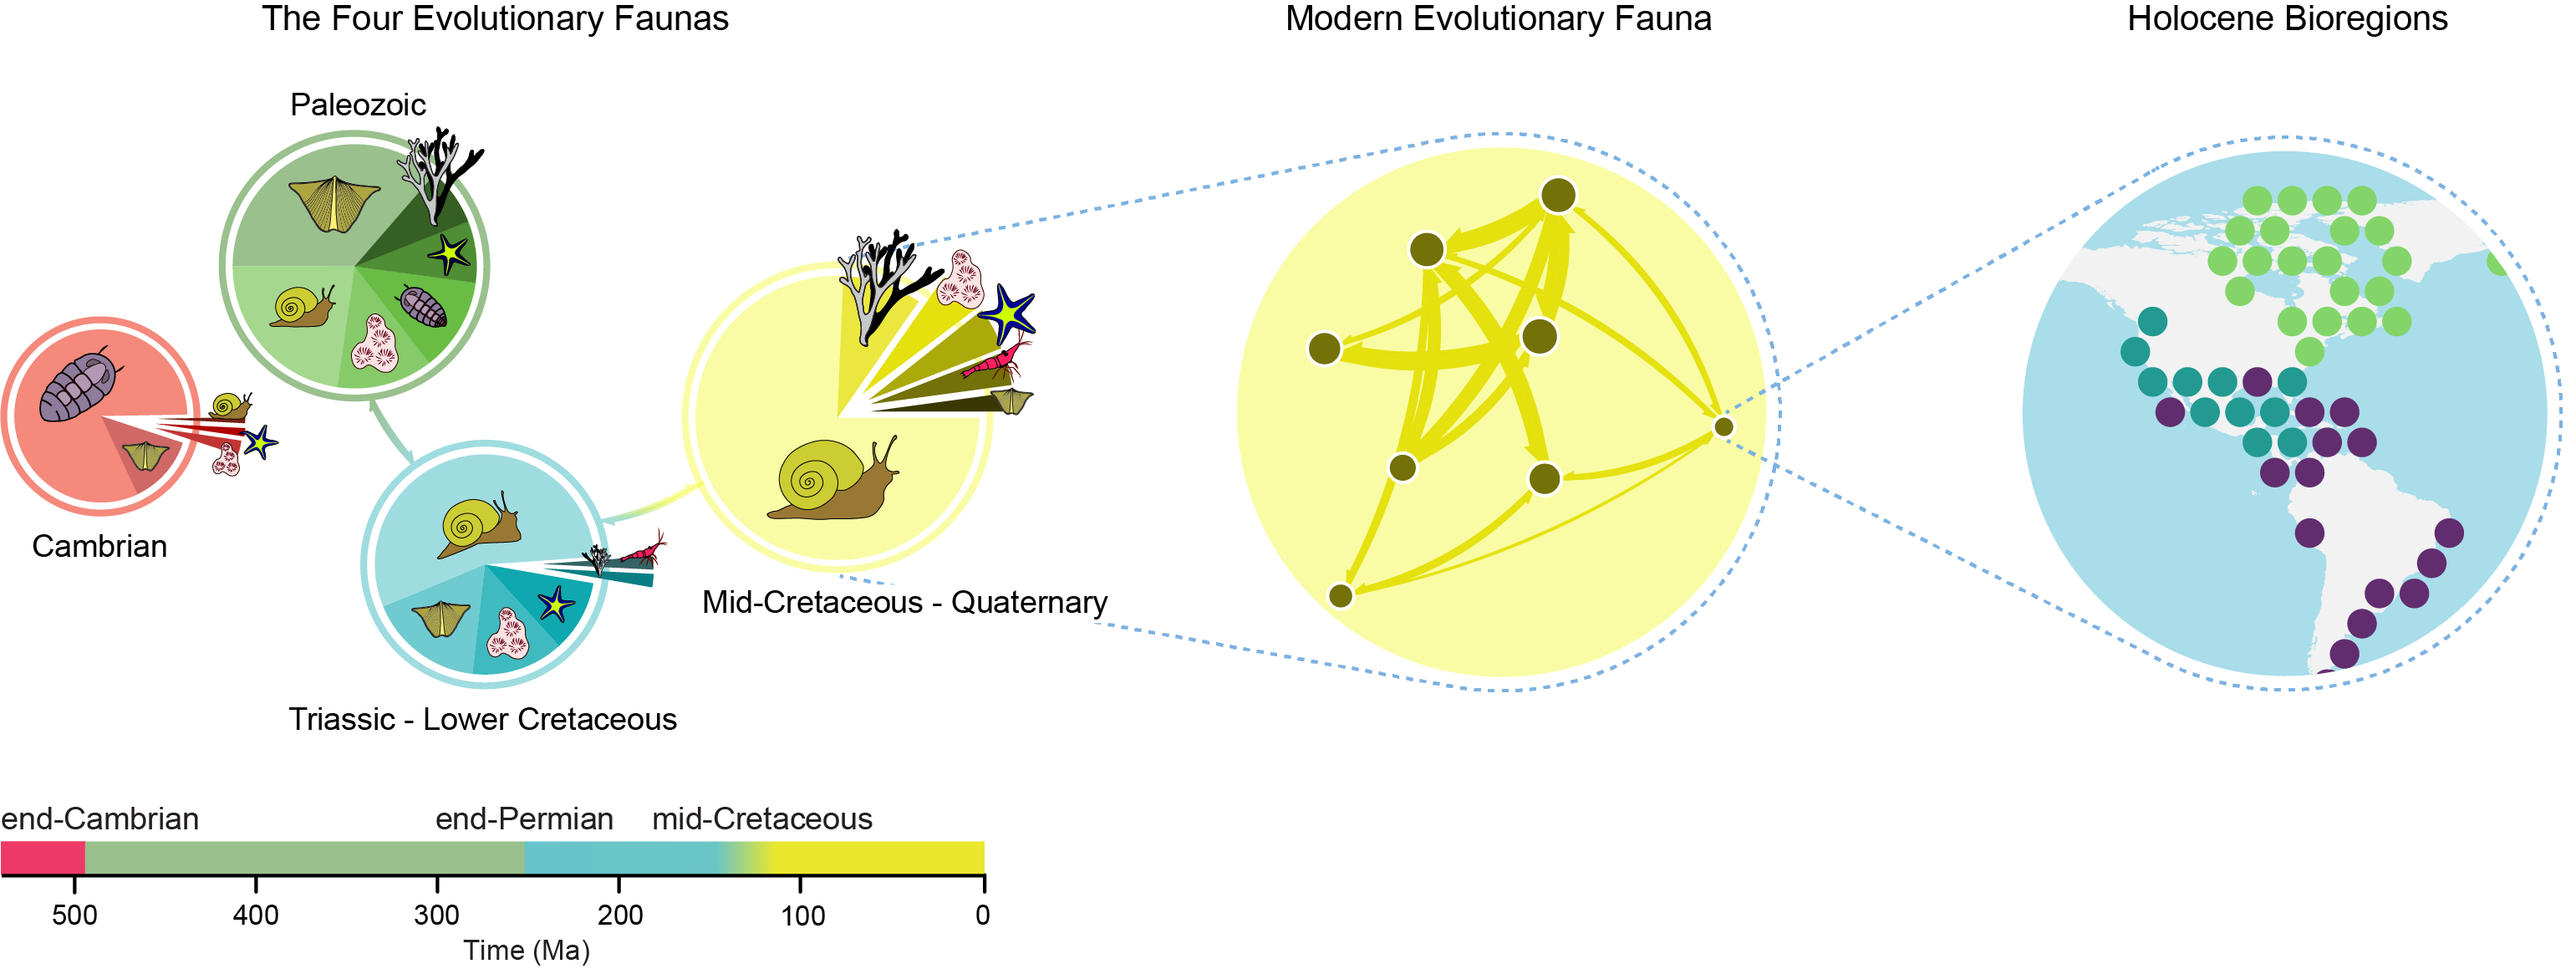 The Four Evolutionary Faunas
Modern Evolutionary Fauna
Holocene Bioregions
Paleozoic
Cambrian
Mid-Cretaceous - Quaternary
Triassic - Lower Cretaceous
end-Cambrian
end-Permian
mid-Cretaceous
500
400
300
200
100
0
Time (Ma)